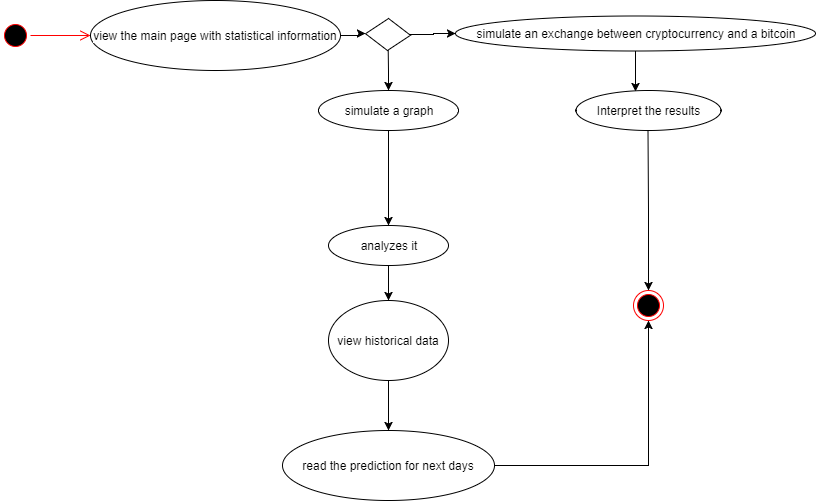 view the main page with statistical information
simulate an exchange between cryptocurrency and a bitcoin
simulate a graph
Interpret the results
analyzes it
view historical data
read the prediction for next days